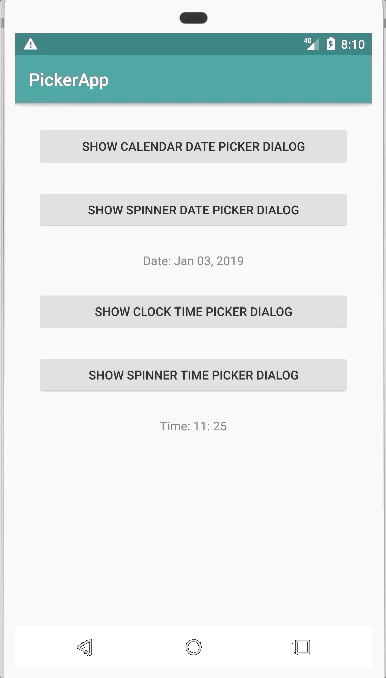 4G 8:10
PickerApp
SHOW CALENDAR DATE PICKER DIALOG
SHOW SPINNER DATE PICKER DIALOG
Date: Jan 03, 2019
SHOW CLOCK TIME PICKER DIALOG
SHOW SPINNER TIME PICKER DIALOG
Time: 11: 25